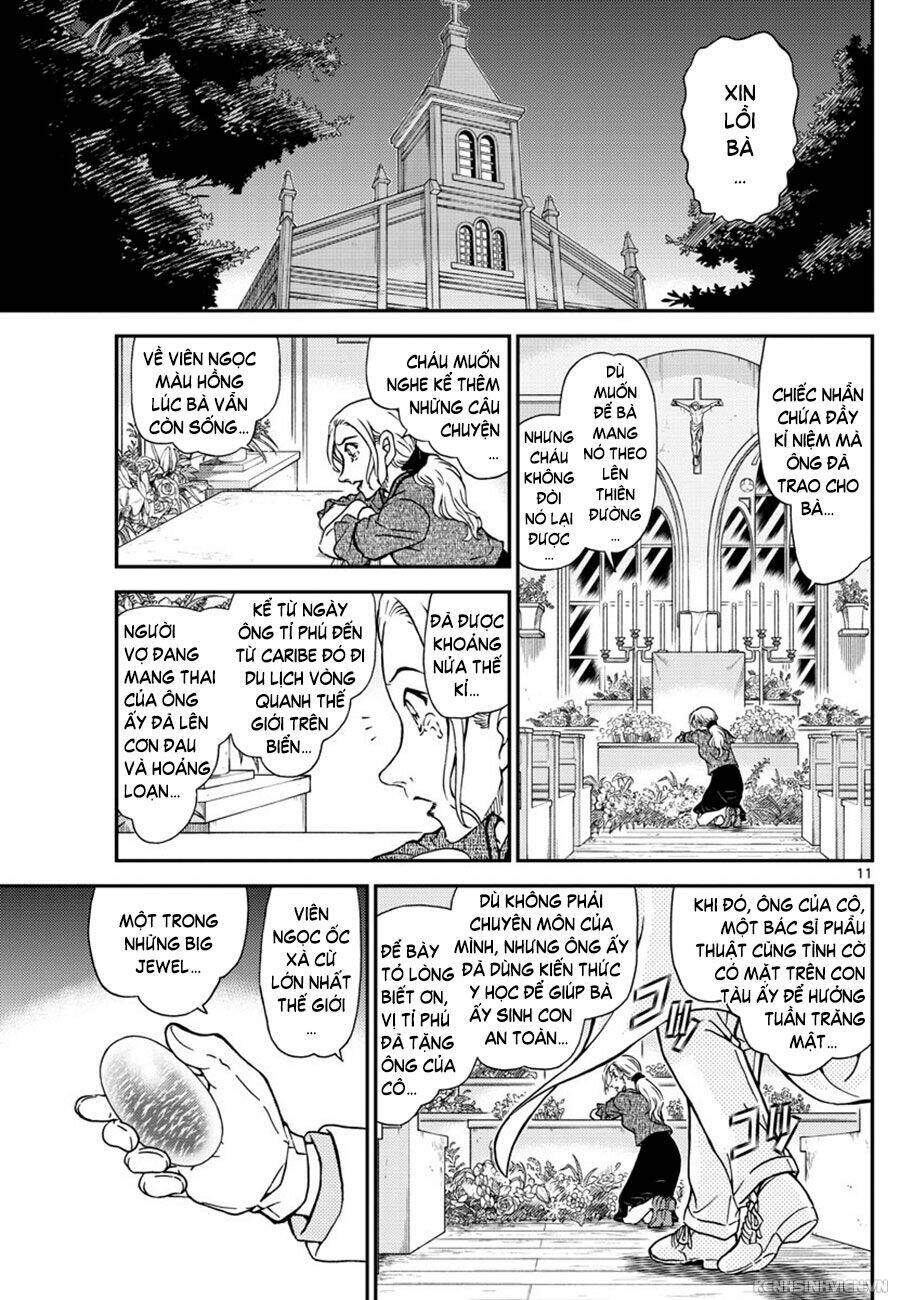 XIN
LỖI
BÀ
...
CHIẾC NHẪN
CHỨA ĐẦY
KỈ NIỆM MÀ
ÔNG ĐÃ
TRAO CHO
BÀ...
DÙ
MUỐN
ĐỂ BÀ
MANG
NÓ THEO
LÊN
THIÊN
ĐƯỜNG
...
NHƯNG
CHÁU
KHÔNG
ĐÒI
NÓ LẠI
ĐƯỢC
...
CHÁU MUỐN
NGHE KỂ THÊM
NHỮNG CÂU
CHUYỆN
...
VỀ VIÊN NGỌC
MÀU HỒNG
LÚC BÀ VẪN
CÒN SỐNG...
ĐÃ ĐƯỢC
KHOẢNG
NỬA THẾ
KỈ...
KỂ TỪ NGÀY
ÔNG TỈ PHÚ ĐẾN
TỪ CARIBE ĐÓ ĐI
DU LỊCH VÒNG
QUANH THẾ
GIỚI TRÊN
BIỂN...
NGƯỜI
VỢ ĐANG
MANG THAI
CỦA ÔNG
ẤY ĐÃ LÊN
CƠN ĐAU
VÀ HOẢNG
LOẠN...
11
KHI ĐÓ, ÔNG CỦA CÔ,
MỘT BÁC SĨ PHẪU
THUẬT CŨNG TÌNH CỜ
CÓ MẶT TRÊN CON
TÀU ẤY ĐỂ HƯỞNG
TUẦN TRĂNG
MẬT...
DÙ KHÔNG PHẢI
CHUYÊN MÔN CỦA
MÌNH, NHƯNG ÔNG ẤY
ĐÃ DÙNG KIẾN THỨC
Y HỌC ĐỂ GIÚP BÀ
ẤY SINH CON
AN TOÀN
...
ĐỂ BÀY
TỎ LÒNG
BIẾT ƠN,
VỊ TỈ PHÚ
ĐÃ TẶNG
ÔNG CỦA
CÔ...
コツ
コツ
VIÊN
NGỌC ỐC
XÀ CỪ
LỚN NHẤT
THẾ GIỚI
...
MỘT TRONG
NHỮNG BIG
JEWEL...
KENHSINHVIEN.VN